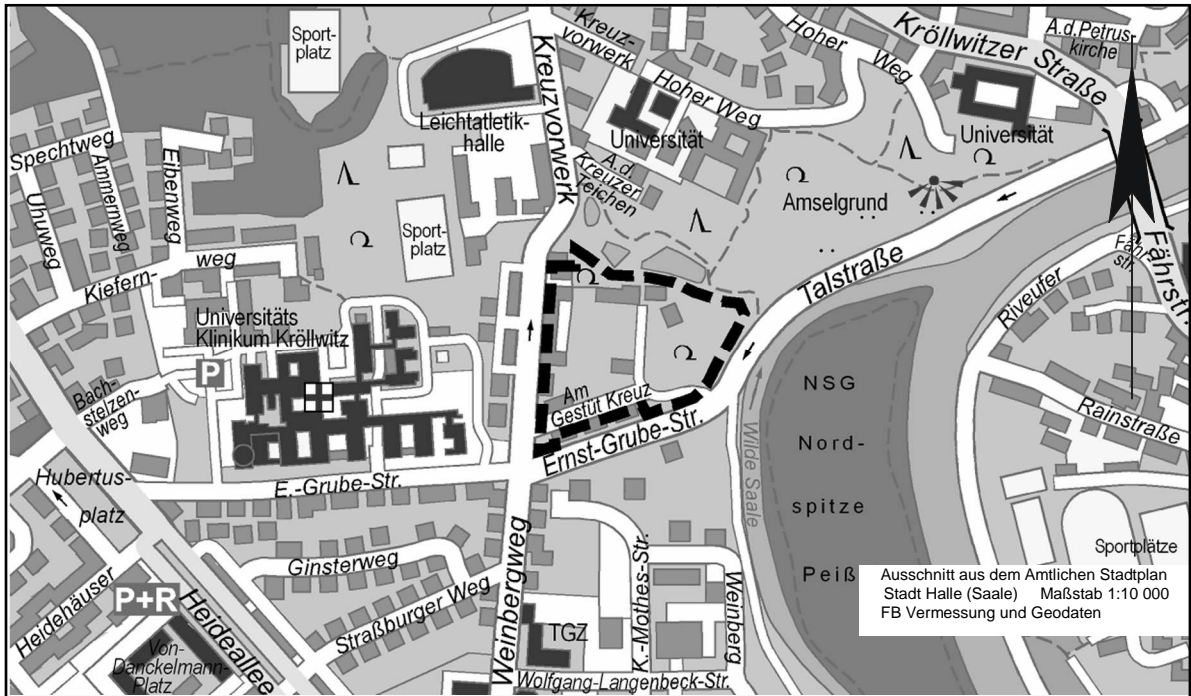 Sport-
platz
Kreuz-
vorwerk
Kreuzvorwerk
Hoher
Weg
Kröllwitzer Straße
A.d.Petrus-
kirche
Hoher Weg
Leichtatletik-
halle
Universität
Universität
Spechtweg
Ammernweg
Eibenweg
Uhuweg
A.d.
Kreuzer
Teichen
Amselgrund
Sport-
platz
Kiefern-
weg
Talstraße
Fähr-
str.
Fährstr.
Riveufer
Universitäts
Klinikum Kröllwitz
P
Bach-
stelzen-
weg
Am
Gestüt Kreuz
Ernst-Grube-Str.
NSG
Nord-
spitze
Peiß
Wilde Saale
Rainstraße
Hubertus-
platz
E.-Grube-Str.
Ginsterweg
Straßburger Weg
Weinbergweg
K.-Mothes-Str.
Weinberg
Sportplätze
Heidehäuser
P+R
Heideallee
Von-
Danckelmann-
Platz
TGZ
Wolfgang-Langenbeck-Str.
Ausschnitt aus dem Amtlichen Stadtplan
Stadt Halle (Saale) Maßstab 1:10 000
FB Vermessung und Geodaten